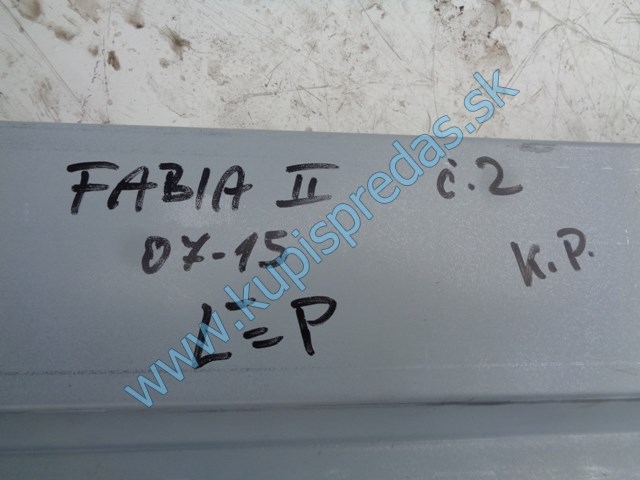 FABIA II č.2
07-15 K.P.
L=P
www.kupispredas.sk